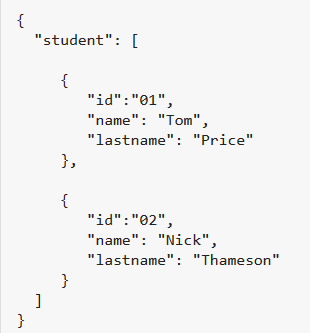 {
"student": [
{
"id":"01",
"name": "Tom",
"lastname": "Price"
},
{
"id":"02",
"name": "Nick",
"lastname": "Thameson"
}
]
}